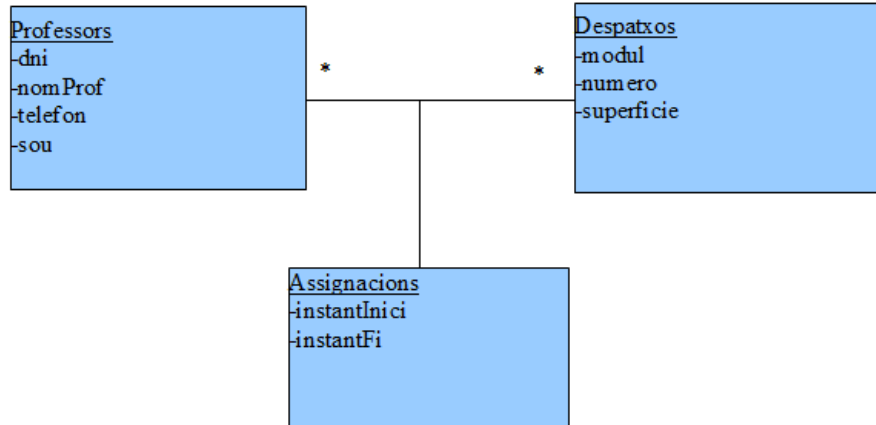 Professors
-dni
-nomProf
-telefon
-sou
*
*
Despatxos
-modul
-numero
-superficie
Assignacions
-instantInici
-instantFi